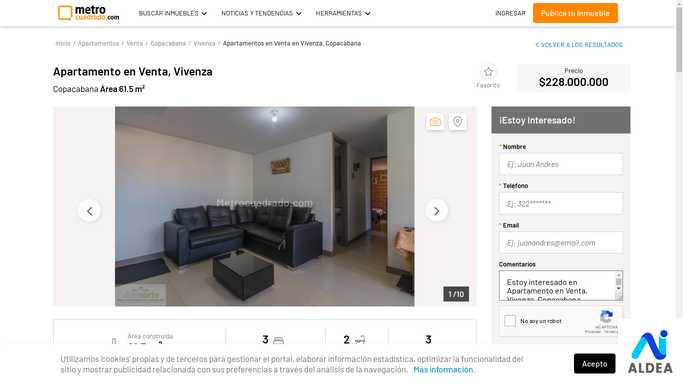 metro
cuadrado.com
BUSCAR INMUEBLES
NOTICIAS Y TENDENCIAS
HERRAMIENTAS
INGRESAR
Publica tu Inmueble
Inicio / Apartamentos / Venta / Copacabana / Vivenza / Apartamentos en Venta en Vivenza, Copacabana
VOLVER A LOS RESULTADOS
Apartamento en Venta, Vivenza
Copacabana Área 61.5 m²
Favorito
Precio
$228.000.000
Metrocuadrado.com
1 /10
¡Estoy Interesado!
* Nombre
Ej: Juan Andres
* Teléfono
Ej: 322*******
* Email
Ej: juanandres@email.com
Comentarios
Estoy interesado en
Apartamento en Venta,
Vivenza, Copacabana
No soy un robot
reCAPTCHA
Privacidad - Términos
Área construida
3
2
3
Utilizamos 'cookies' propias y de terceros para gestionar el portal, elaborar información estadística, optimizar la funcionalidad del
sitio y mostrar publicidad relacionada con sus preferencias a través del análisis de la navegación. Más información.
Acepto
ALDEA